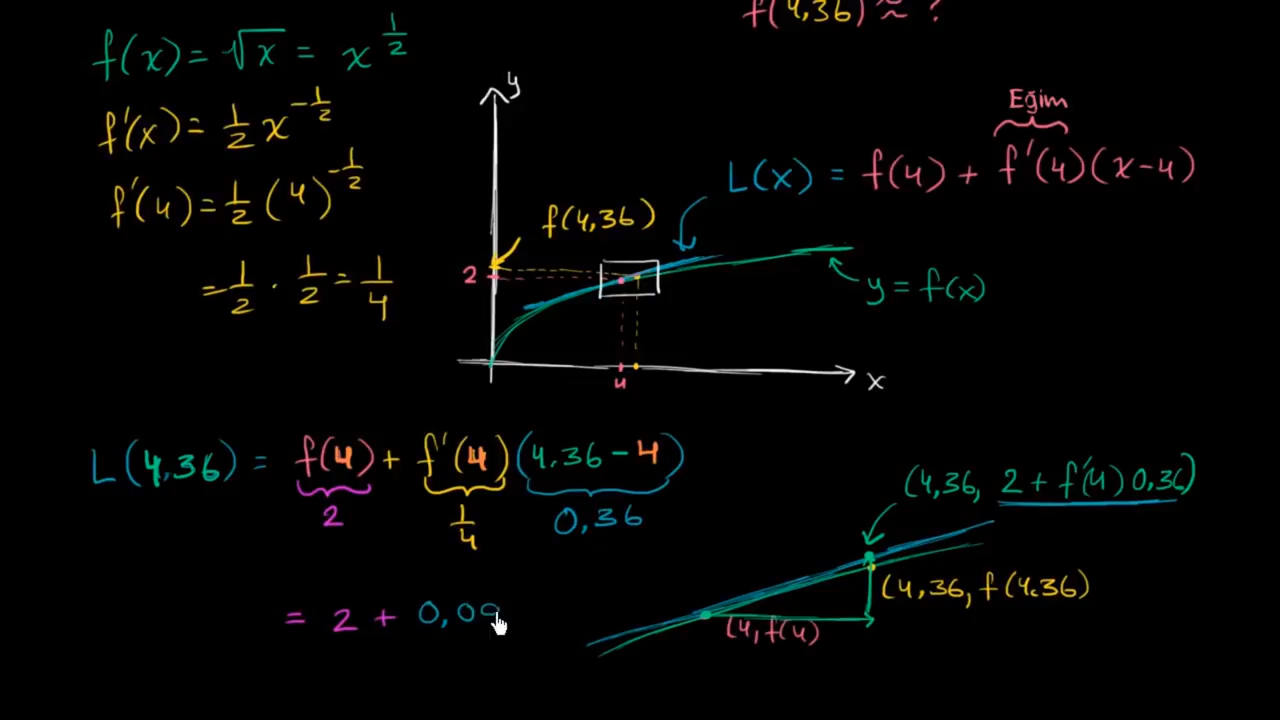 f(4,36) ≈ ?
f(x) = √x = x^{1/2}
f'(x) = 1/2 x^{-1/2}
f'(4) = 1/2 (4)^{-1/2}
= 1/2 · 1/2 = 1/4
y
Eğim
L(x) = f(4) + f'(4)(x-4)
f(4,36)
2
y = f(x)
4
x
L(4,36) = f(4) + f'(4)(4,36 - 4)
2 1/4 0,36
= 2 + 0,09
(4,36, 2 + f'(4) 0,36)
(4,36, f(4,36)
(4, f(4)